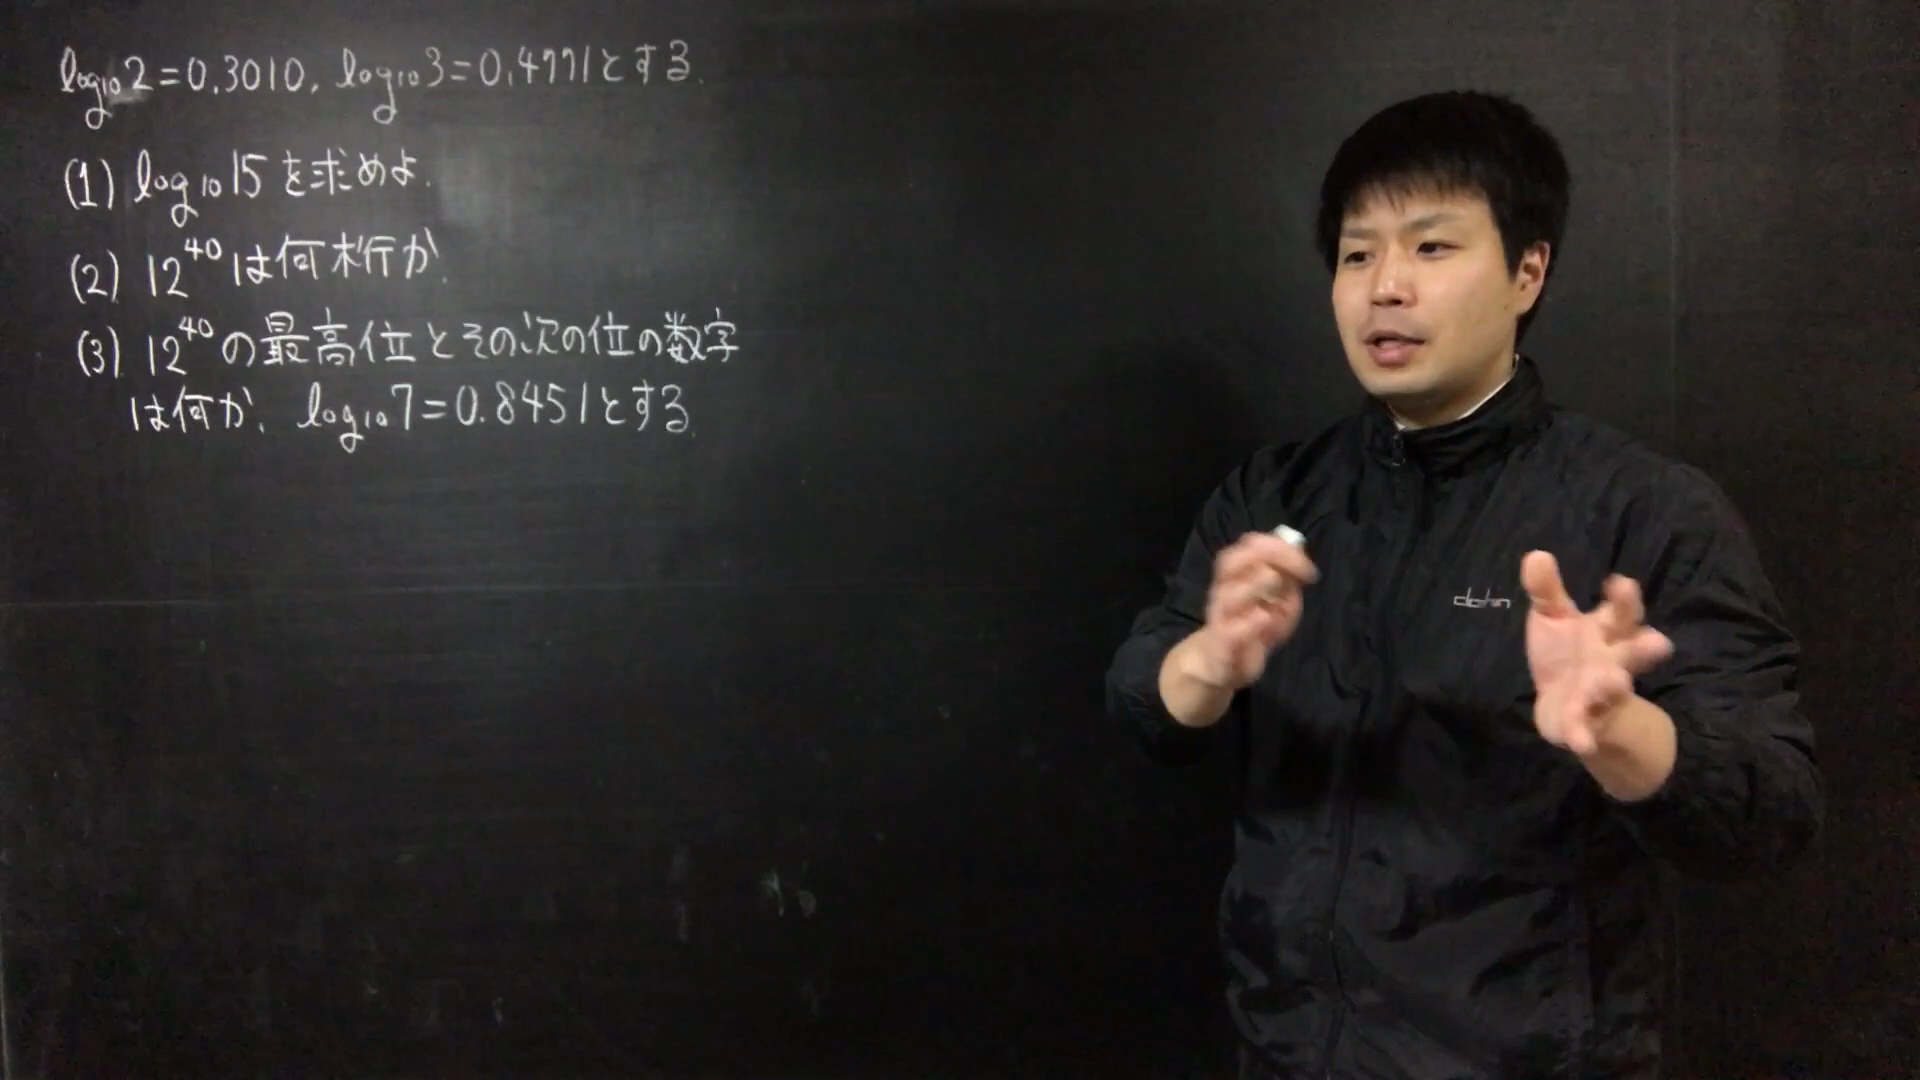 log₁₀2=0.3010, log₁₀3=0.4771とする.
(1) log₁₀15を求めよ.
(2) 12⁴⁰は何桁か.
(3) 12⁴⁰の最高位とその次の位の数字
は何か. log₁₀7=0.8451とする.